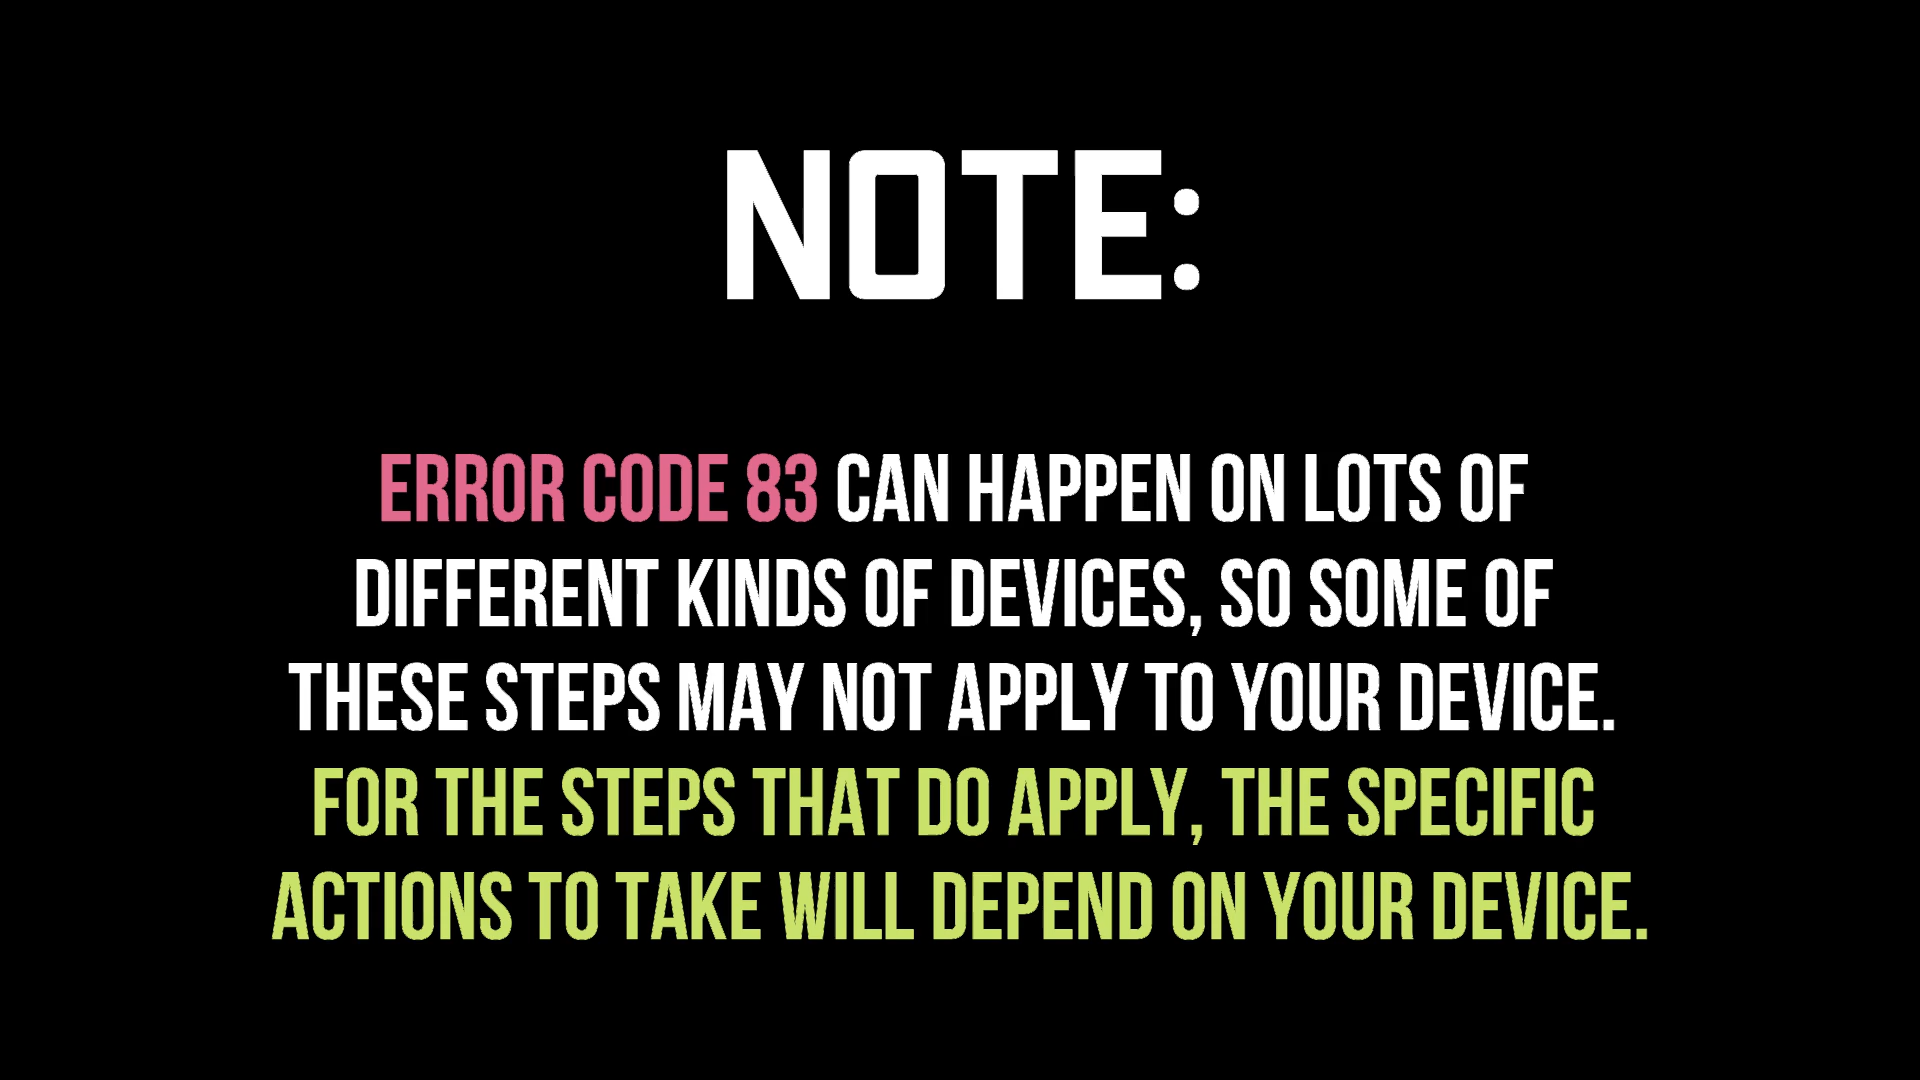 NOTE:
ERROR CODE 83 CAN HAPPEN ON LOTS OF
DIFFERENT KINDS OF DEVICES, SO SOME OF
THESE STEPS MAY NOT APPLY TO YOUR DEVICE.
FOR THE STEPS THAT DO APPLY, THE SPECIFIC
ACTIONS TO TAKE WILL DEPEND ON YOUR DEVICE.